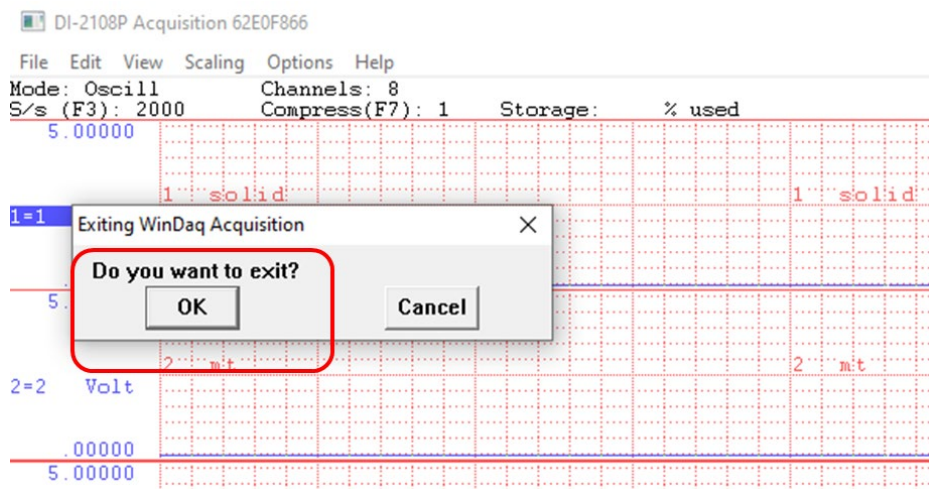 DI-2108P Acquisition 62E0F866
File Edit View Scaling Options Help
Mode: Oscill Channels: 8
S/s (F3): 2000 Compress(F7): 1 Storage: % used
5.00000
1 solid 1 solid
1=1
Exiting WinDaq Acquisition
Do you want to exit?
OK Cancel
5.
2 mt 2 mt
2=2 Volt
.00000
5.00000